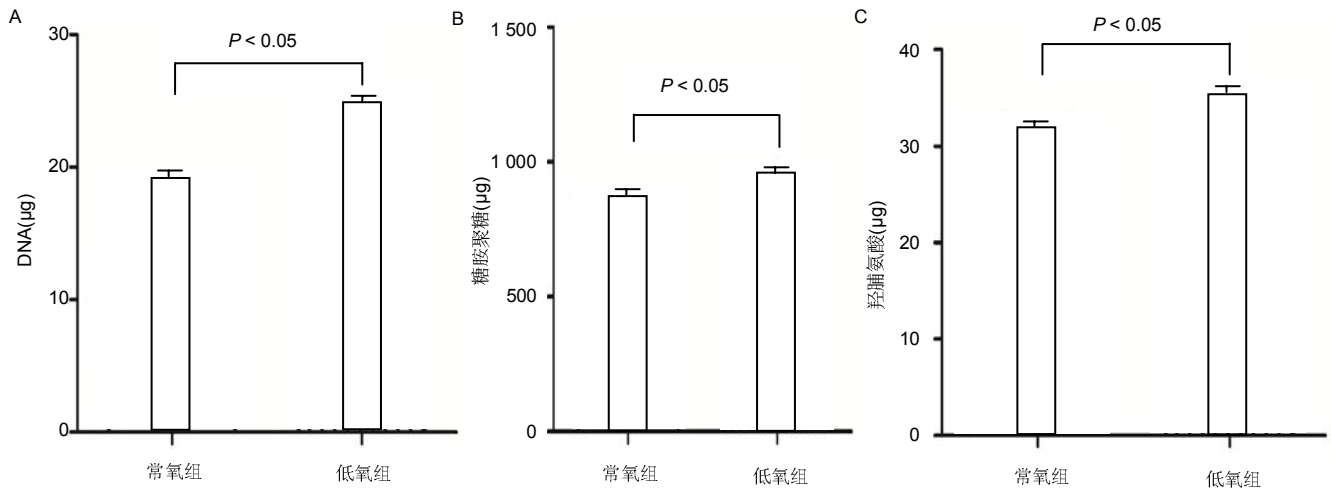 A
DNA(μg)
30
20
10
0
P < 0.05
常氧组
低氧组
B
糖胺聚糖(μg)
1 500
1 000
500
0
P < 0.05
常氧组
低氧组
C
羟脯氨酸(μg)
40
30
20
10
0
P < 0.05
常氧组
低氧组